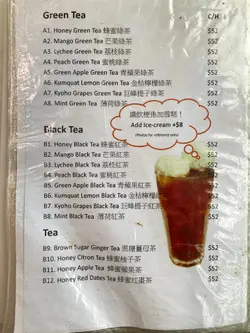 Green Tea C/H
A1. Honey Green Tea 蜂蜜綠茶 $52
A2. Mango Green Tea 芒果綠茶 $52
A3. Lychee Green Tea 荔枝綠茶 $52
A4. Peach Green Tea 蜜桃綠茶 $52
A5. Green Apple Green Tea 青蘋果綠茶 $52
A6. Kumquat Lemon Green Tea 金桔檸檬綠茶 $52
A7. Kyoho Grapes Green Tea 巨峰提子綠茶 $52
A8. Mint Green Tea 薄荷綠茶 $52
識飲梗係加雪糕！
Add Ice-cream +$8
(Photos for reference only)
Black Tea
B1. Honey Black Tea 蜂蜜紅茶 $52
B2. Mango Black Tea 芒果紅茶 $52
B3. Lychee Black Tea 荔枝紅茶 $52
B4. Peach Black Tea 蜜桃紅茶 $52
B5. Green Apple Black Tea 青蘋果紅茶 $52
B6. Kumquat Lemon Black Tea 金桔檸檬紅茶 $52
B7. Kyoho Grapes Black Tea 巨峰提子紅茶 $52
B8. Mint Black Tea 薄荷紅茶 $52
Tea
B9. Brown Sugar Ginger Tea 黑糖薑母茶 $52
B10. Honey Citron Tea 蜂蜜柚子茶 $52
B11. Honey Apple Tea 蜂蜜蘋果茶 $52
B12. Honey Red Dates Tea 蜂蜜紅棗茶 $52